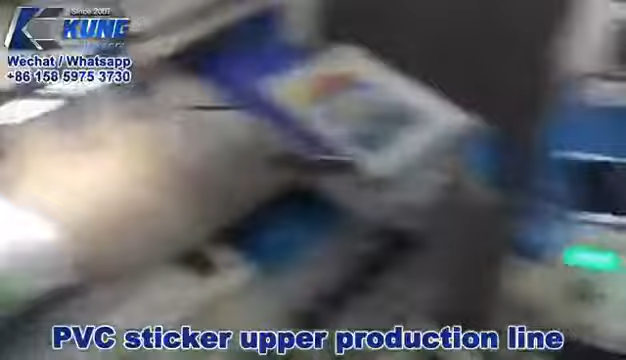 Since 2007
KUNG
Wechat / Whatsapp
+86 158 5975 3730
PVC sticker upper production line